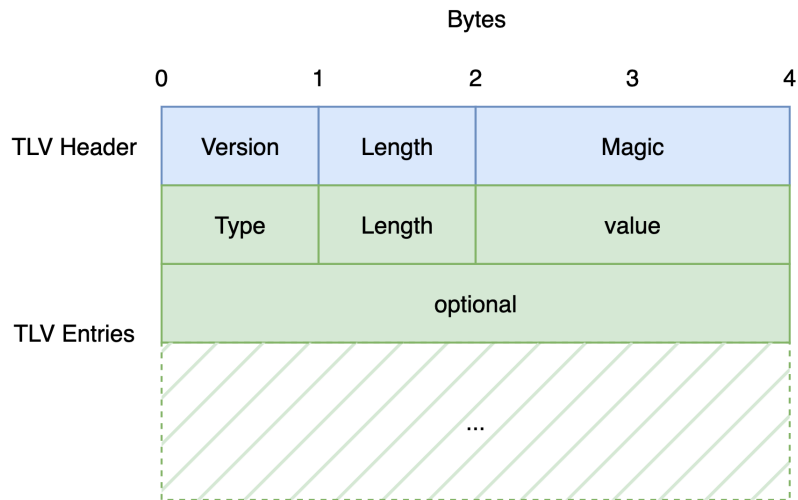 Bytes
0 1 2 3 4
TLV Header Version Length Magic
Type Length value
optional
TLV Entries
...